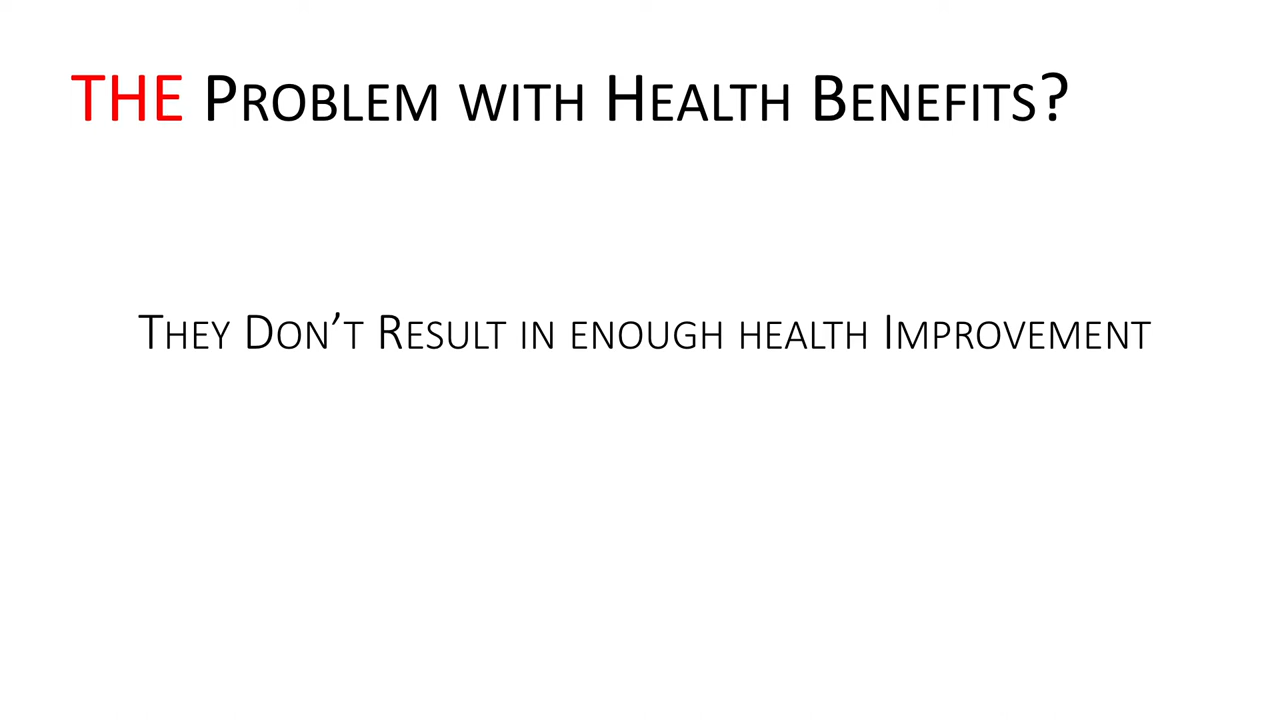 THE Problem with Health Benefits?
They Don’t Result in enough health Improvement